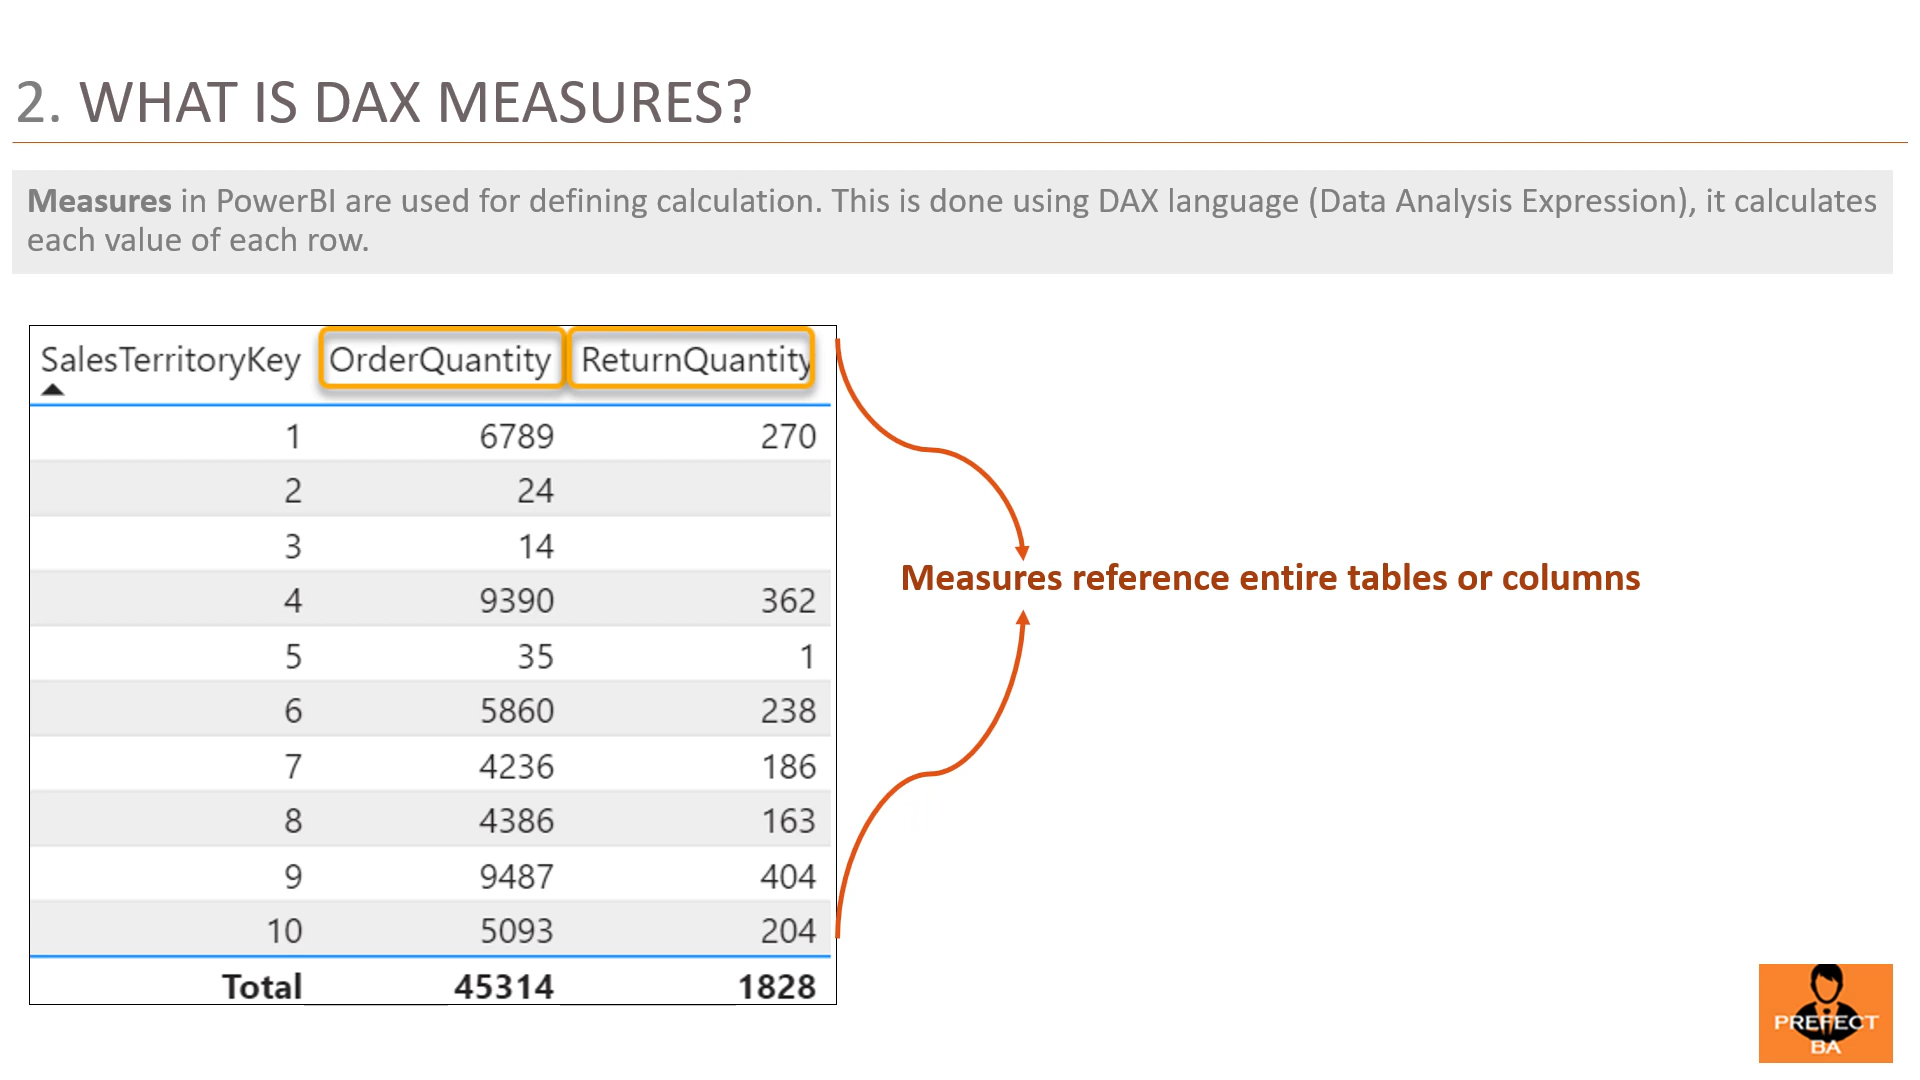 2. WHAT IS DAX MEASURES?
Measures in PowerBI are used for defining calculation. This is done using DAX language (Data Analysis Expression), it calculates
each value of each row.
SalesTerritoryKey OrderQuantity ReturnQuantity
1 6789 270
2 24
3 14
4 9390 362
5 35 1
6 5860 238
7 4236 186
8 4386 163
9 9487 404
10 5093 204
Total 45314 1828
Measures reference entire tables or columns
PREFECT
BA